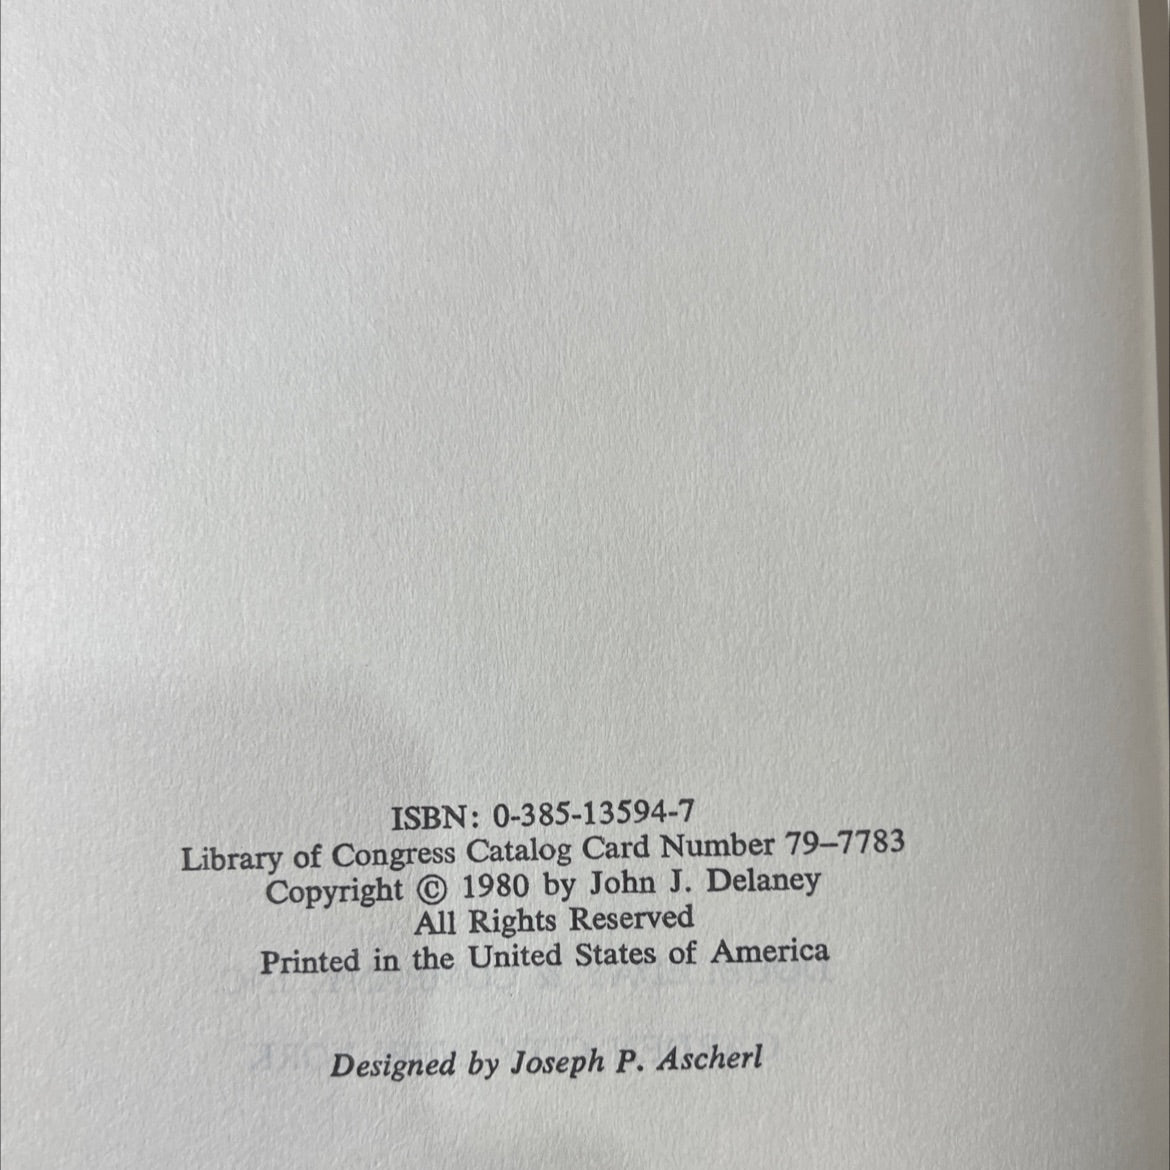 ISBN: 0-385-13594-7
Library of Congress Catalog Card Number 79–7783
Copyright © 1980 by John J. Delaney
All Rights Reserved
Printed in the United States of America
Designed by Joseph P. Ascherl